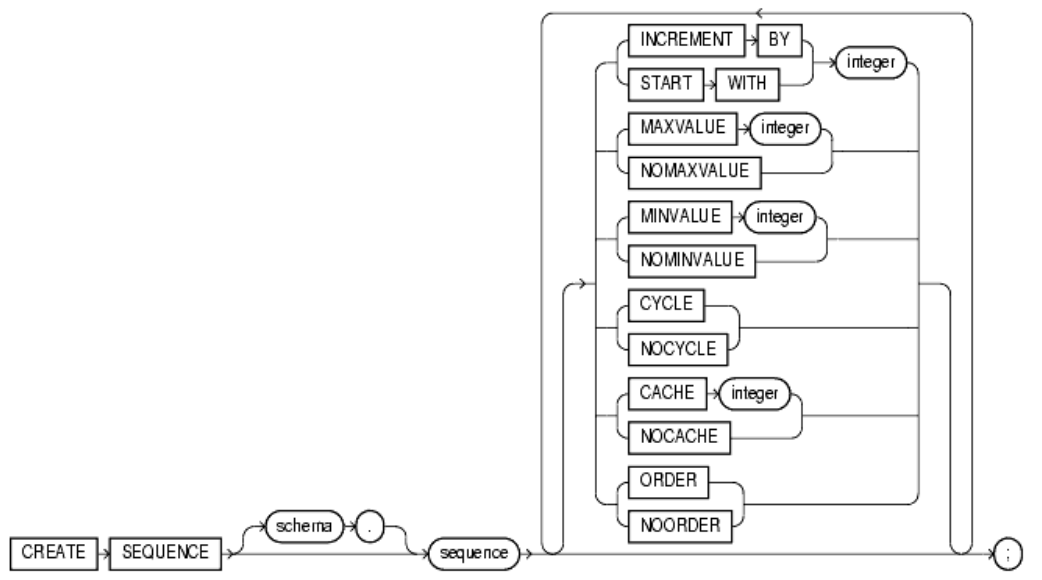 INCREMENT BY
integer
START WITH
MAXVALUE integer
NOMAXVALUE
MINVALUE integer
NOMINVALUE
CYCLE
NOCYCLE
CACHE integer
NOCACHE
ORDER
NOORDER
schema .
CREATE SEQUENCE sequence ;